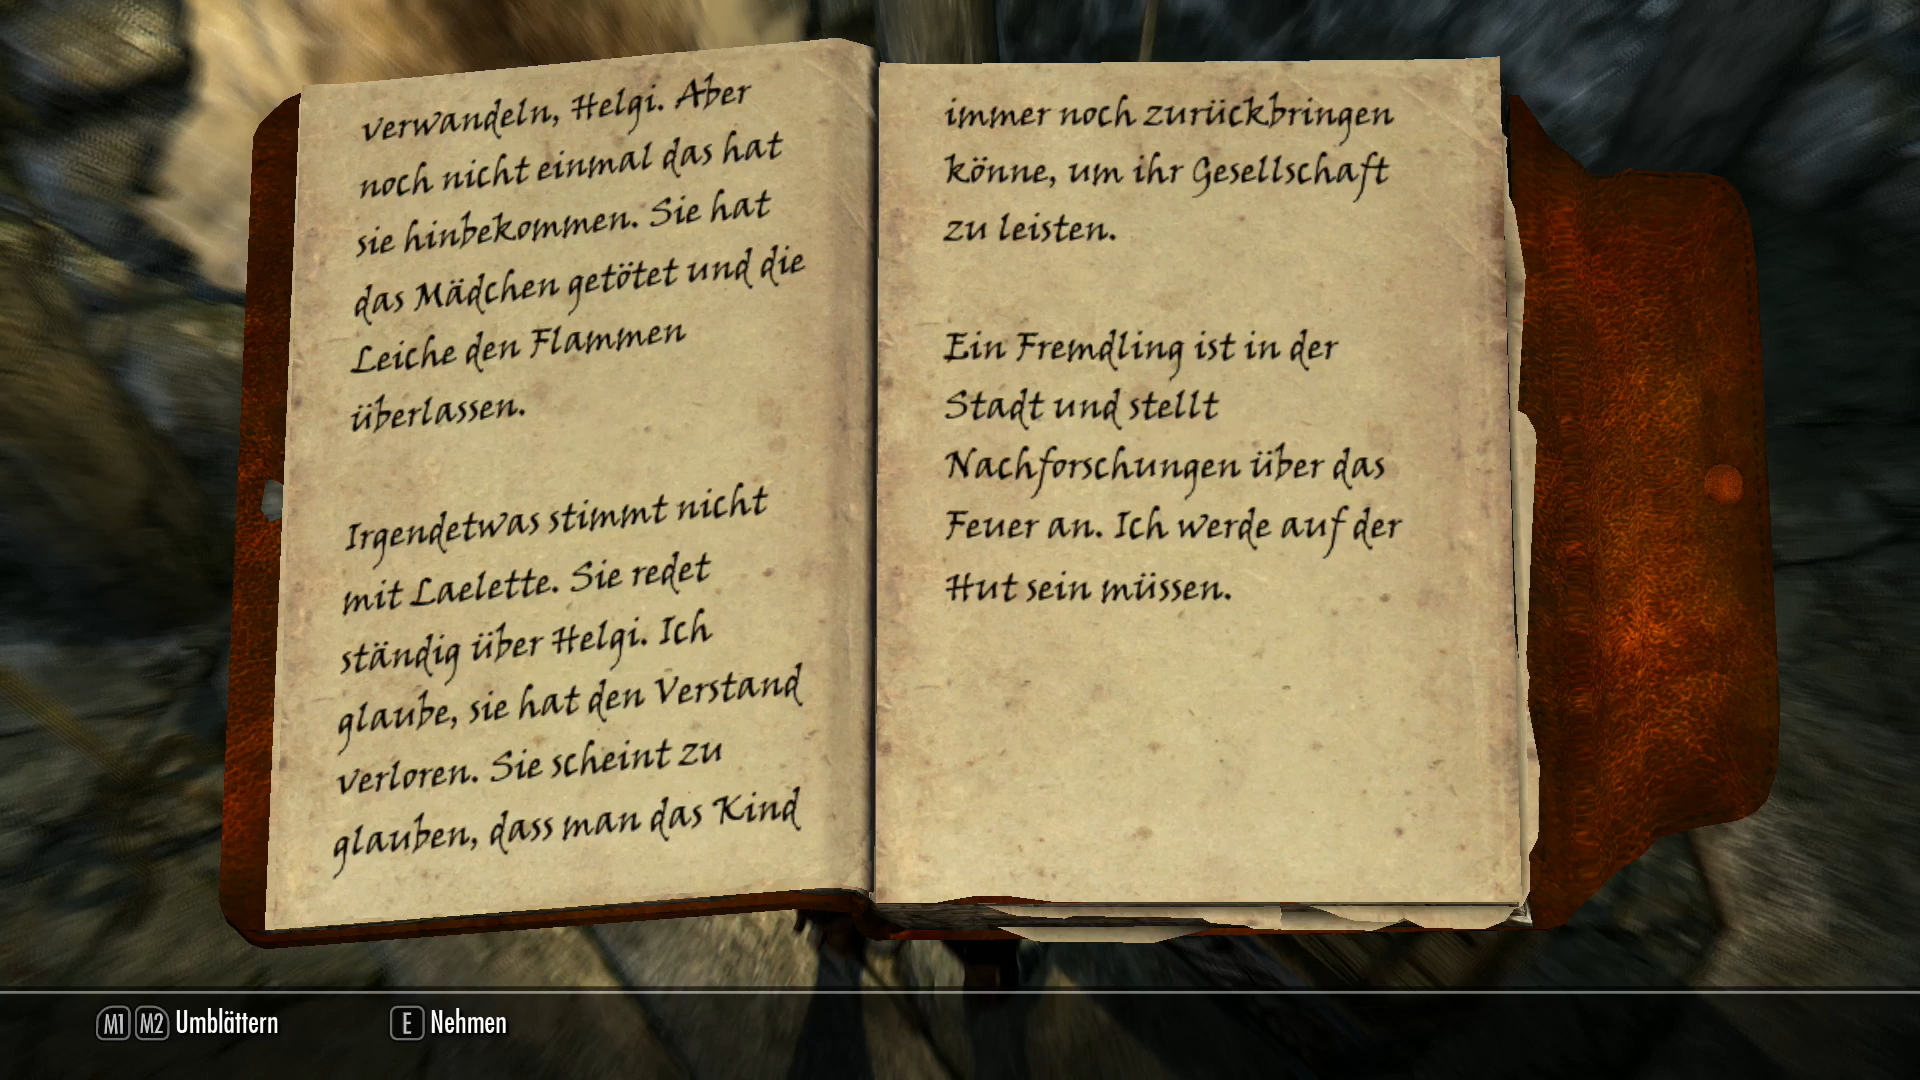 verwandeln, Helgi. Aber
noch nicht einmal das hat
sie hinbekommen. Sie hat
das Mädchen getötet und die
Leiche den Flammen
überlassen.
Irgendetwas stimmt nicht
mit Laelette. Sie redet
ständig über Helgi. Ich
glaube, sie hat den Verstand
verloren. Sie scheint zu
glauben, dass man das Kind
immer noch zurückbringen
könne, um ihr Gesellschaft
zu leisten.
Ein Fremdling ist in der
Stadt und stellt
Nachforschungen über das
Feuer an. Ich werde auf der
Hut sein müssen.
M1 M2 Umblättern
E Nehmen